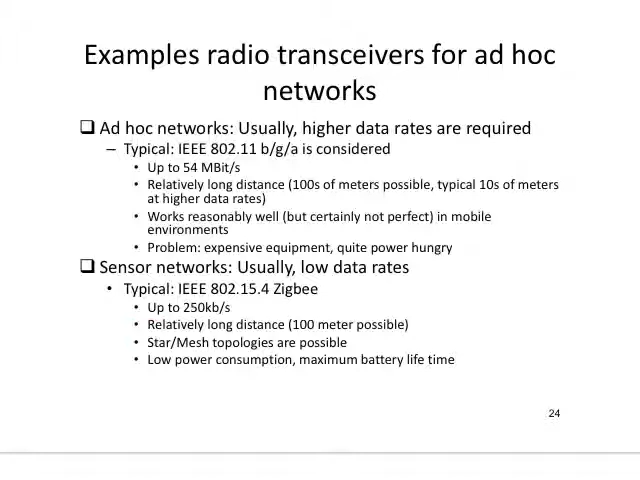 Examples radio transceivers for ad hoc
networks
❑ Ad hoc networks: Usually, higher data rates are required
– Typical: IEEE 802.11 b/g/a is considered
• Up to 54 MBit/s
• Relatively long distance (100s of meters possible, typical 10s of meters
at higher data rates)
• Works reasonably well (but certainly not perfect) in mobile
environments
• Problem: expensive equipment, quite power hungry
❑ Sensor networks: Usually, low data rates
• Typical: IEEE 802.15.4 Zigbee
• Up to 250kb/s
• Relatively long distance (100 meter possible)
• Star/Mesh topologies are possible
• Low power consumption, maximum battery life time
24